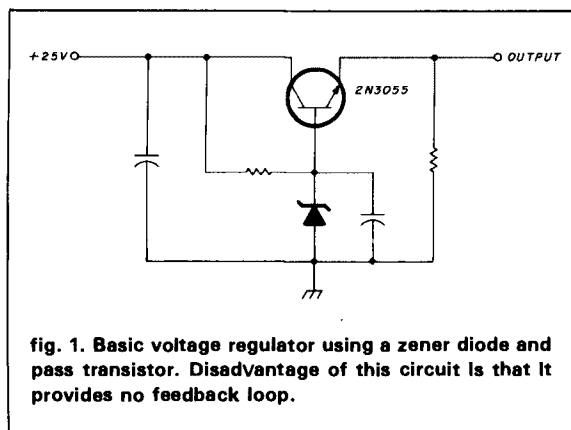 +25V
OUTPUT
2N3055
fig. 1. Basic voltage regulator using a zener diode and
pass transistor. Disadvantage of this circuit is that it
provides no feedback loop.